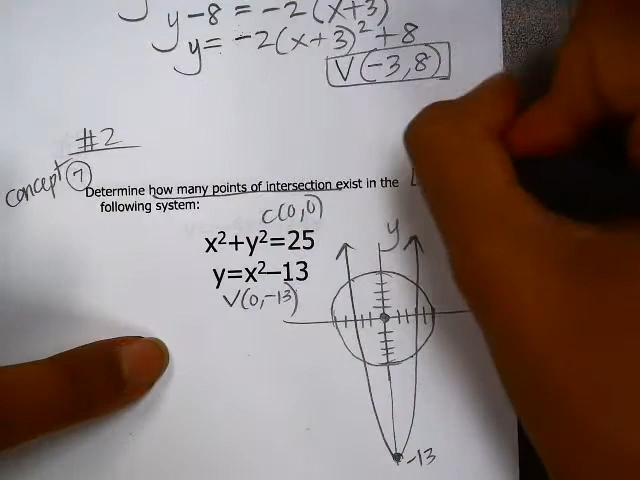 y-8 = -2(x+3)
y= -2(x+3)² +8
V(-3,8)
#2
concept 7
Determine how many points of intersection exist in the
following system:
C(0,0)
x²+y²=25
y=x²–13
V(0,-13)
y
-13